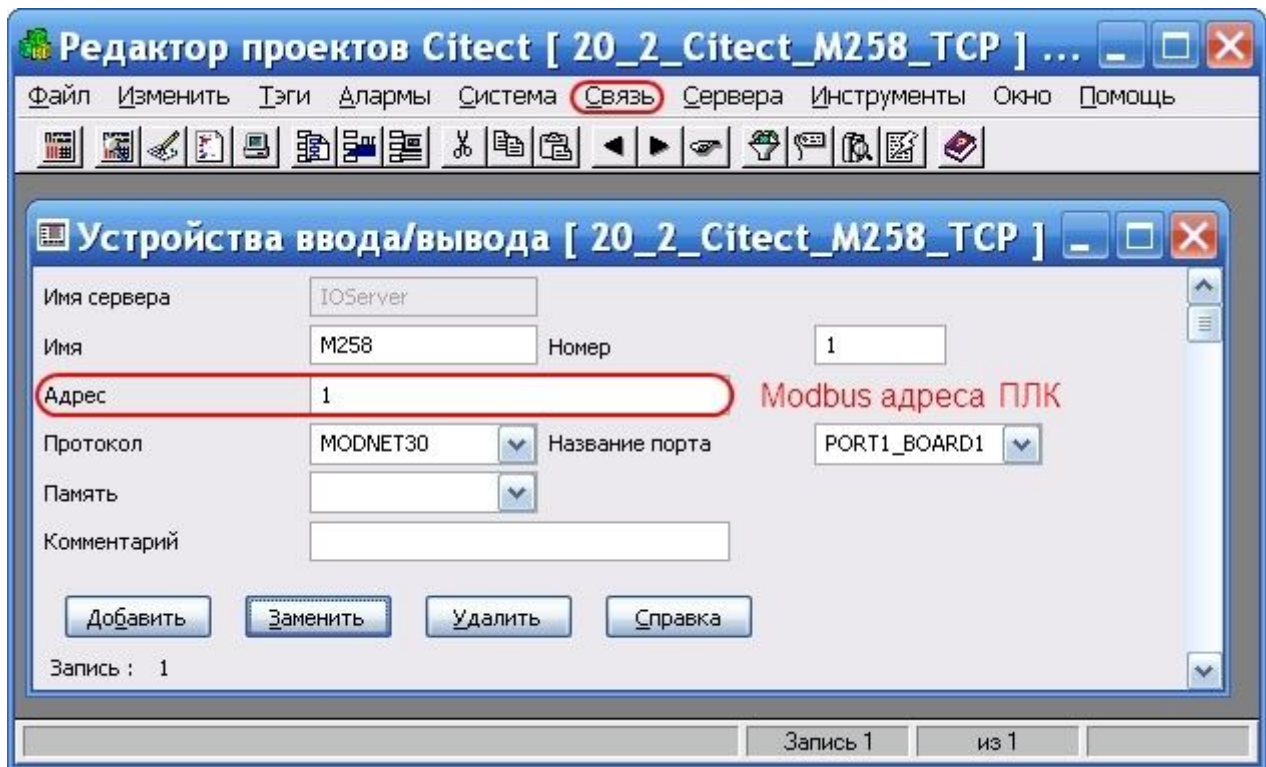 Редактор проектов Citect [ 20_2_Citect_M258_TCP ] ...
Файл Изменить Тэги Алармы Система Связь Сервера Инструменты Окно Помощь
Устройства ввода/вывода [ 20_2_Citect_M258_TCP ]
Имя сервера IOServer
Имя M258 Номер 1
Адрес 1 Modbus адреса ПЛК
Протокол MODNET30 Название порта PORT1_BOARD1
Память
Комментарий
Добавить Заменить Удалить Справка
Запись : 1
Запись 1 из 1